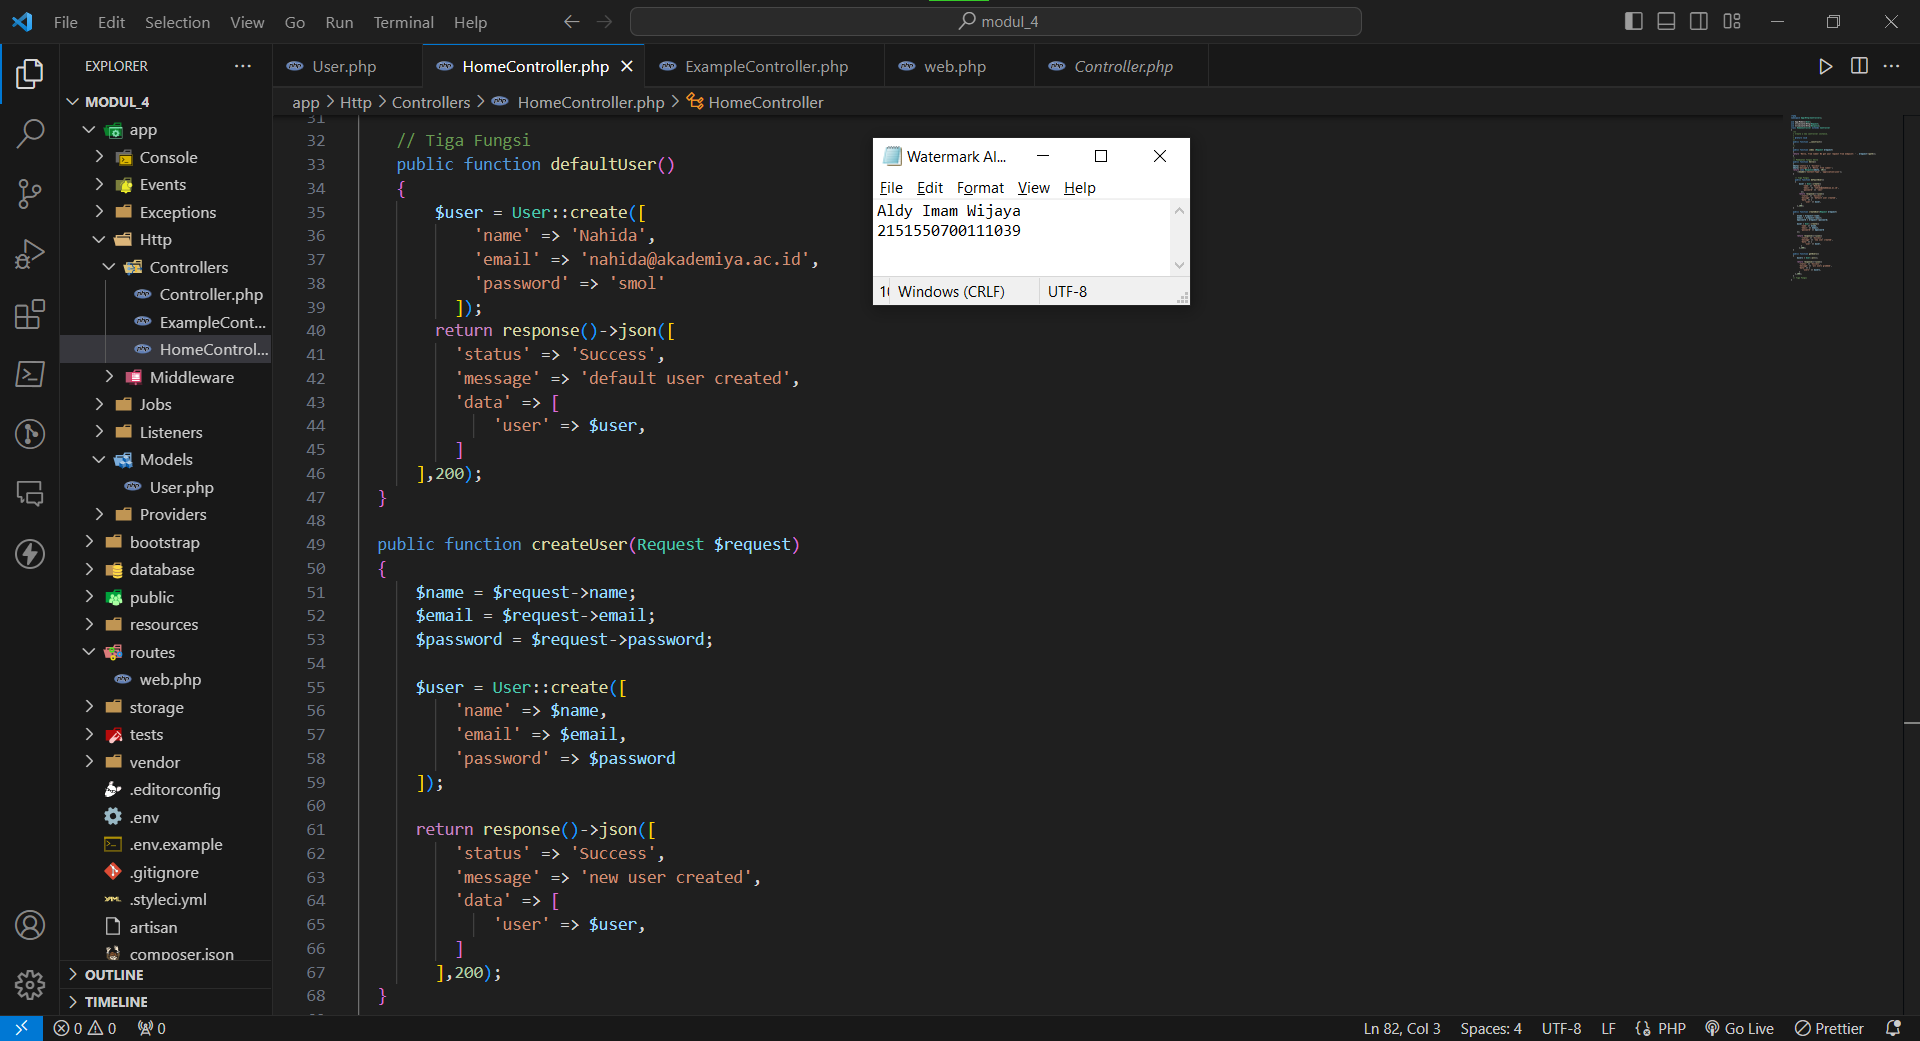 File Edit Selection View Go Run Terminal Help
modul_4
EXPLORER
User.php
HomeController.php
ExampleController.php
web.php
Controller.php
app > Http > Controllers > HomeController.php > HomeController
MODUL_4
app
Console
Events
Exceptions
Http
Controllers
Controller.php
ExampleCont...
HomeControl...
Middleware
Jobs
Listeners
Models
User.php
Providers
bootstrap
database
public
resources
routes
web.php
storage
tests
vendor
.editorconfig
.env
.env.example
.gitignore
.styleci.yml
artisan
composer.json
OUTLINE
TIMELINE
31
32 // Tiga Fungsi
33 public function defaultUser()
34 {
35 $user = User::create([
36 'name' => 'Nahida',
37 'email' => 'nahida@akademiya.ac.id',
38 'password' => 'smol'
39 ]);
40 return response()->json([
41 'status' => 'Success',
42 'message' => 'default user created',
43 'data' => [
44 'user' => $user,
45 ]
46 ],200);
47 }
48
49 public function createUser(Request $request)
50 {
51 $name = $request->name;
52 $email = $request->email;
53 $password = $request->password;
54
55 $user = User::create([
56 'name' => $name,
57 'email' => $email,
58 'password' => $password
59 ]);
60
61 return response()->json([
62 'status' => 'Success',
63 'message' => 'new user created',
64 'data' => [
65 'user' => $user,
66 ]
67 ],200);
68 }
Watermark Al...
File Edit Format View Help
Aldy Imam Wijaya
2151550700111039
Windows (CRLF) UTF-8
0 0 0
Ln 82, Col 3 Spaces: 4 UTF-8 LF PHP Go Live Prettier